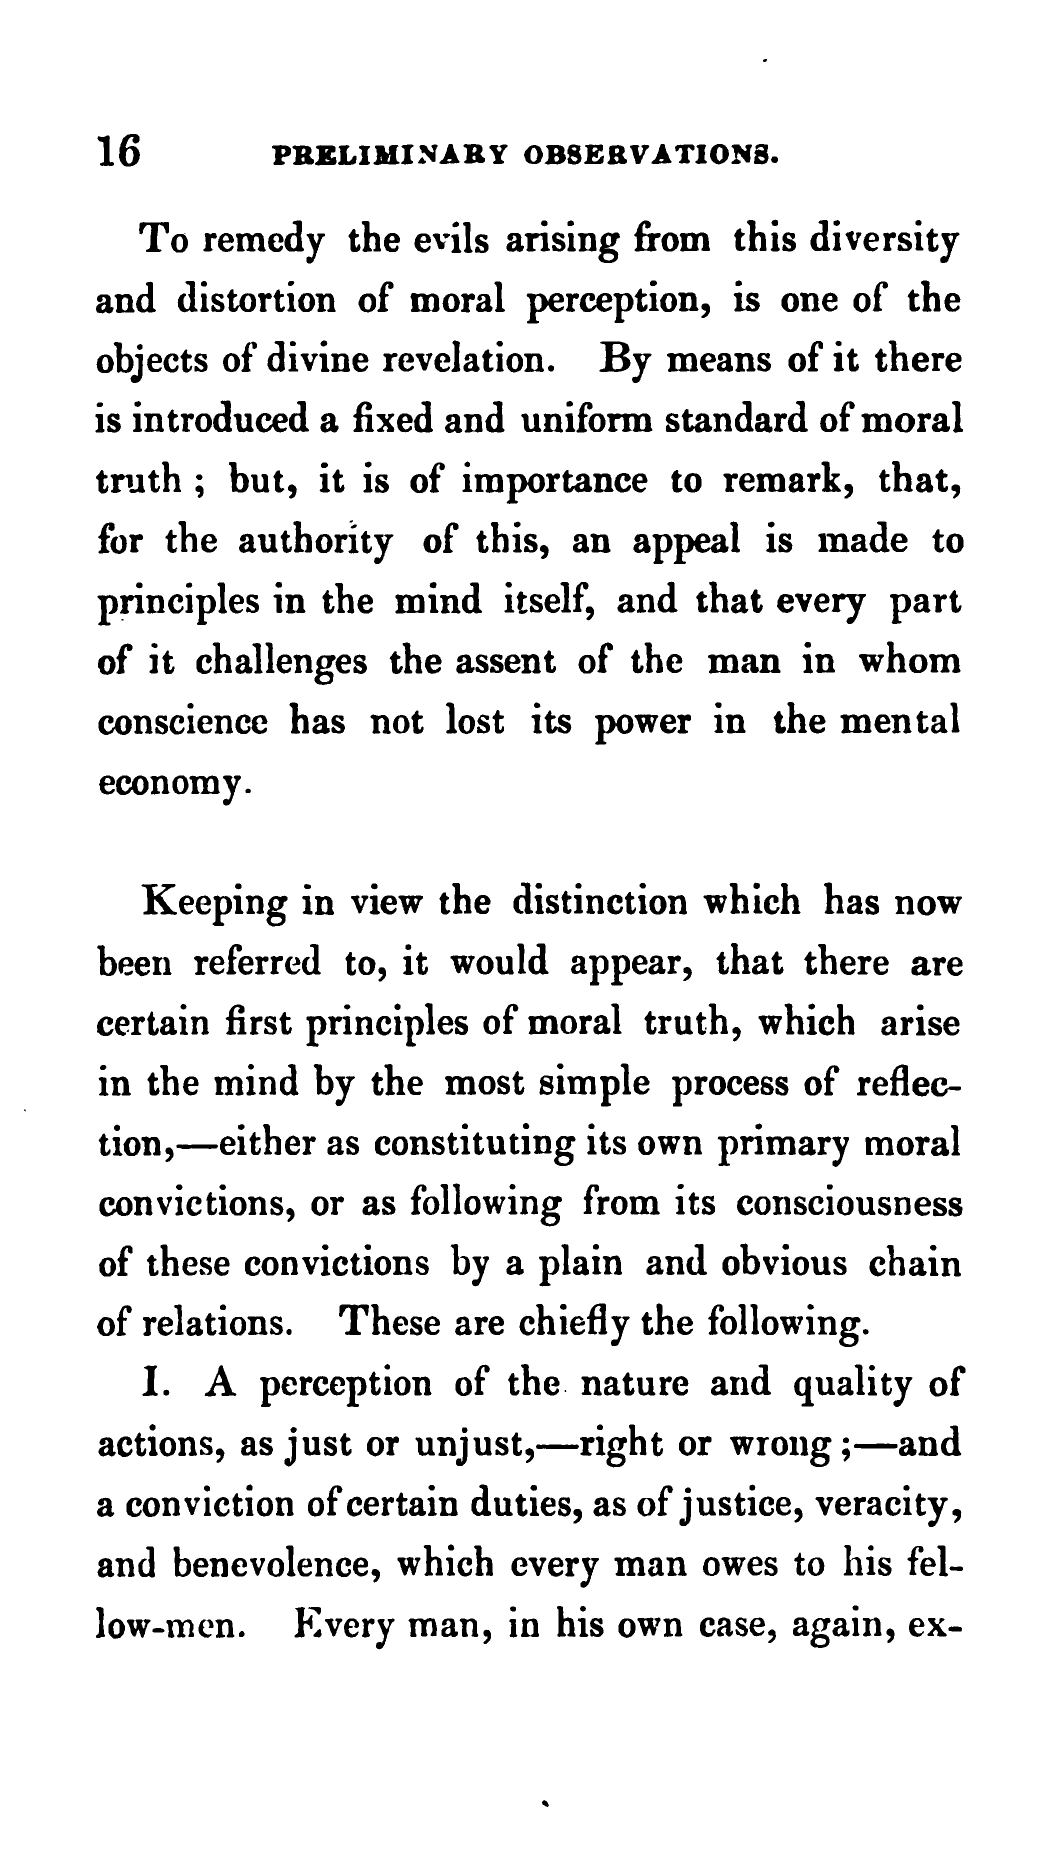 16 PRELIMINARY OBSERVATIONS.
To remedy the evils arising from this diversity
and distortion of moral perception, is one of the
objects of divine revelation. By means of it there
is introduced a fixed and uniform standard of moral
truth ; but, it is of importance to remark, that,
for the authority of this, an appeal is made to
principles in the mind itself, and that every part
of it challenges the assent of the man in whom
conscience has not lost its power in the mental
economy.
Keeping in view the distinction which has now
been referred to, it would appear, that there are
certain first principles of moral truth, which arise
in the mind by the most simple process of reflec-
tion,—either as constituting its own primary moral
convictions, or as following from its consciousness
of these convictions by a plain and obvious chain
of relations. These are chiefly the following.
I. A perception of the nature and quality of
actions, as just or unjust,—right or wrong ;—and
a conviction of certain duties, as of justice, veracity,
and benevolence, which every man owes to his fel-
low-men. Every man, in his own case, again, ex-